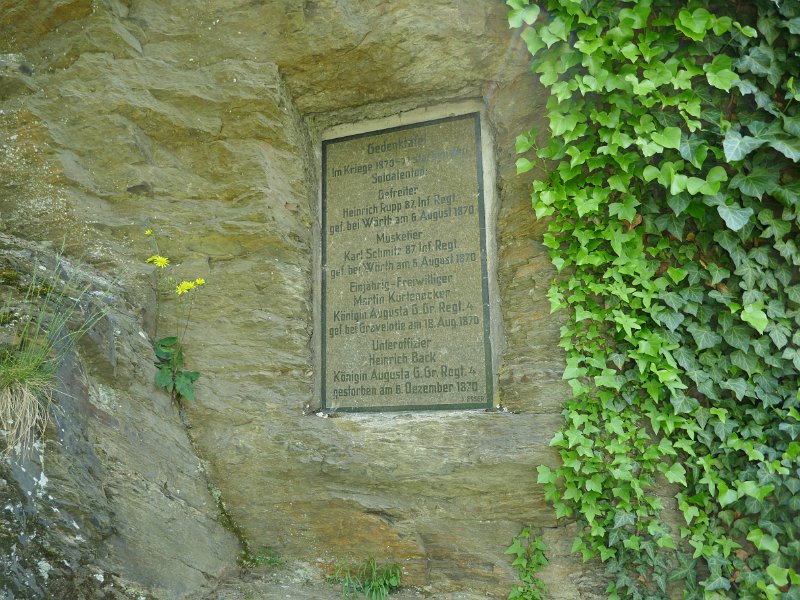 Gedenktafel
Im Kriege 1870-71
Soldaten
Gefreiter
Heinrich Rupp 87. Inf. Regt.
gef. bei Wörth am 6. August 1870
Musketier
Karl Schmitz 87. Inf. Regt.
gef. bei Wörth am 6. August 1870
Einjährig-Freiwilliger
Martin Kürtenacker
Königin Augusta G. Gr. Regt. 4
gef bei Gravelotte am 18. Aug. 1870
Unteroffizier
Heinrich Back
Königin Augusta G. Gr. Regt. 4
gestorben am 6. Dezember 1870
J. ESSER